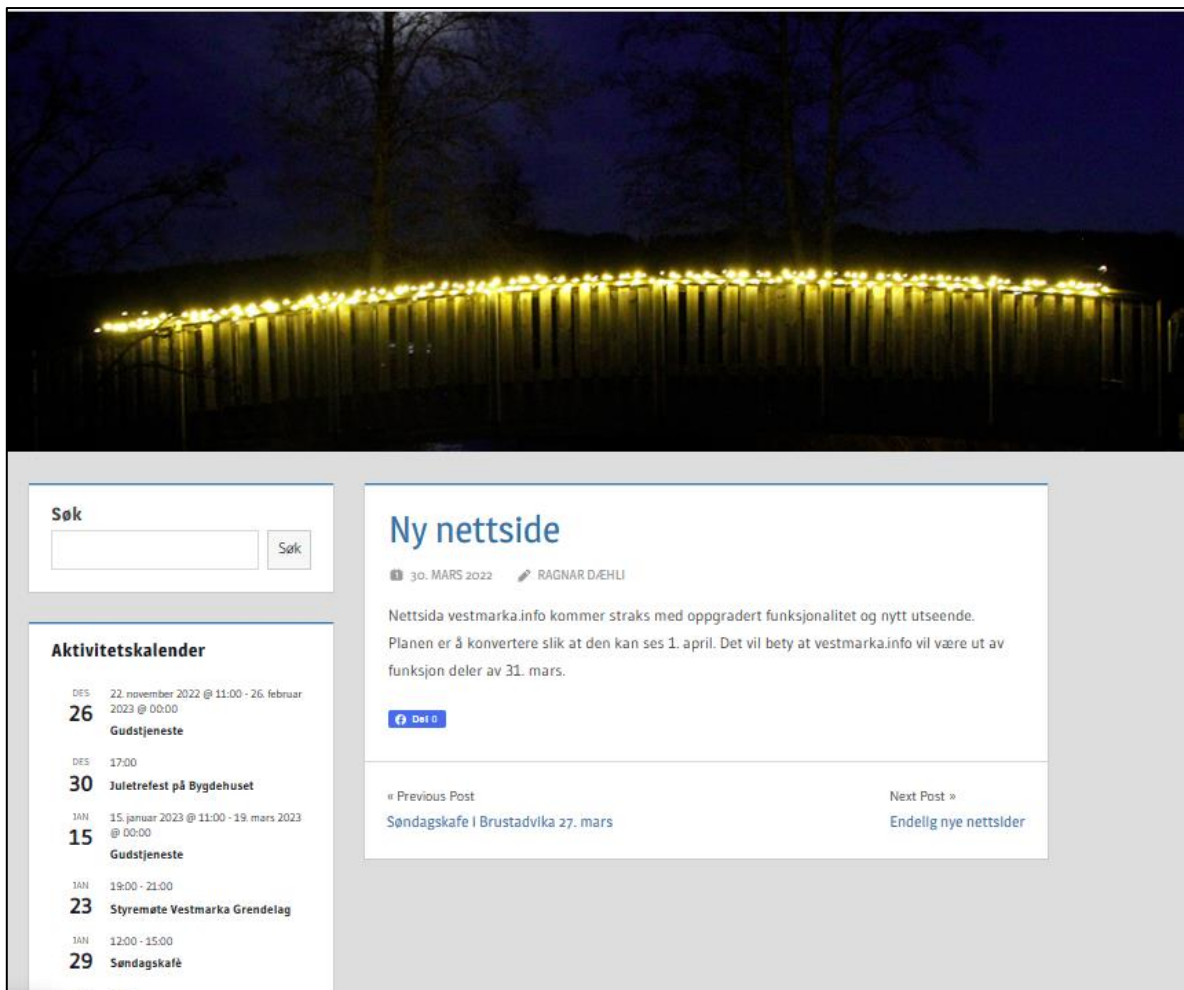 Søk
Søk
Aktivitetskalender
DES
26
22. november 2022 @ 11:00 - 26. februar
2023 @ 00:00
Gudstjeneste
DES
30
17:00
Juletrefest på Bygdehuset
JAN
15
15. januar 2023 @ 11:00 - 19. mars 2023
@ 00:00
Gudstjeneste
JAN
23
19:00 - 21:00
Styremøte Vestmarka Grendelag
JAN
29
12:00 - 15:00
Søndagskafè
Ny nettside
30. MARS 2022 RAGNAR DÆHLI
Nettsida vestmarka.info kommer straks med oppgradert funksjonalitet og nytt utseende.
Planen er å konvertere slik at den kan ses 1. april. Det vil bety at vestmarka.info vil være ut av
funksjon deler av 31. mars.
Del 0
« Previous Post
Søndagskafe i Brustadvika 27. mars
Next Post »
Endelig nye nettsider